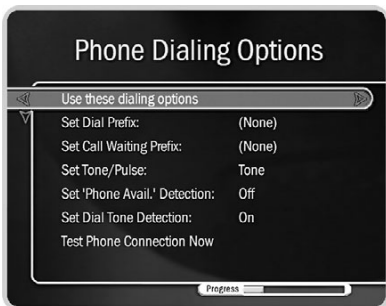 Phone Dialing Options
Use these dialing options
Set Dial Prefix: (None)
Set Call Waiting Prefix: (None)
Set Tone/Pulse: Tone
Set 'Phone Avail.' Detection: Off
Set Dial Tone Detection: On
Test Phone Connection Now
Progress